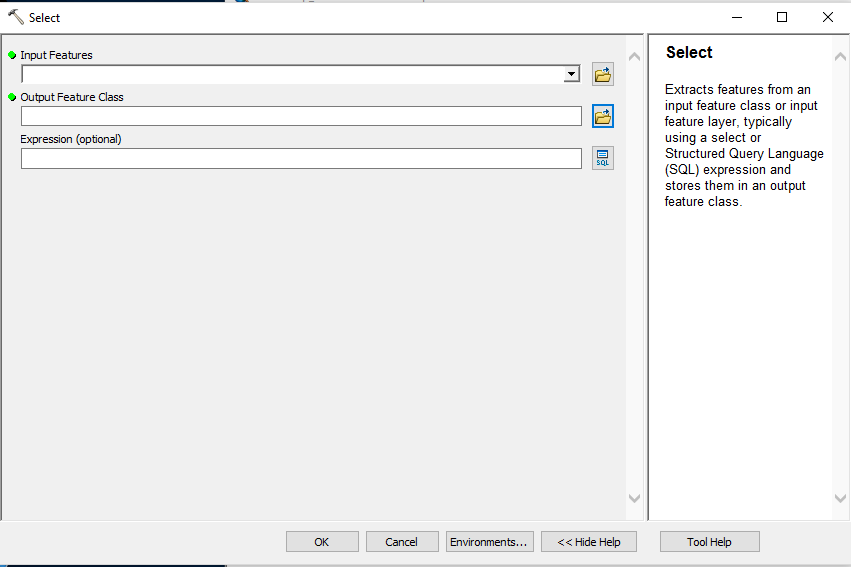 Select
Input Features
Output Feature Class
Expression (optional)
SQL
Select
Extracts features from an
input feature class or input
feature layer, typically
using a select or
Structured Query Language
(SQL) expression and
stores them in an output
feature class.
OK
Cancel
Environments...
<< Hide Help
Tool Help